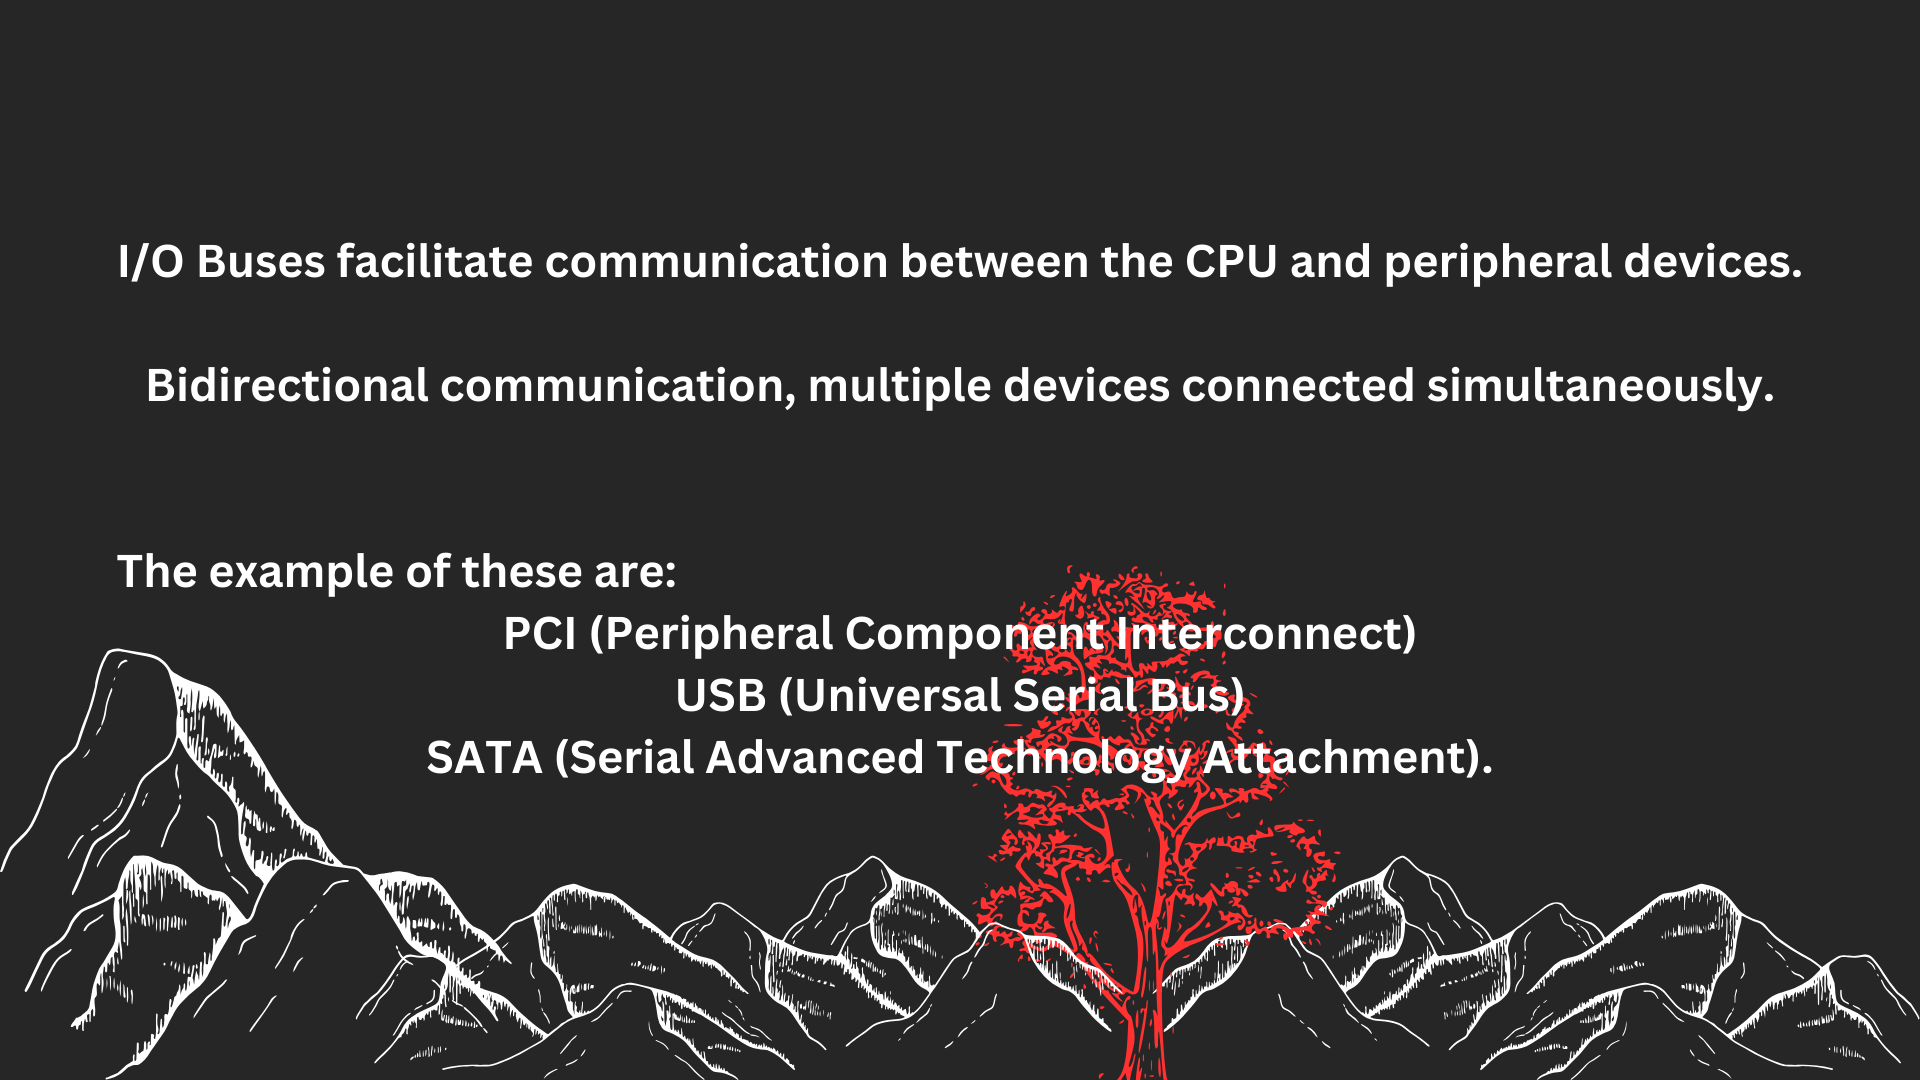 I/O Buses facilitate communication between the CPU and peripheral devices.
Bidirectional communication, multiple devices connected simultaneously.
The example of these are:
PCI (Peripheral Component Interconnect)
USB (Universal Serial Bus)
SATA (Serial Advanced Technology Attachment).